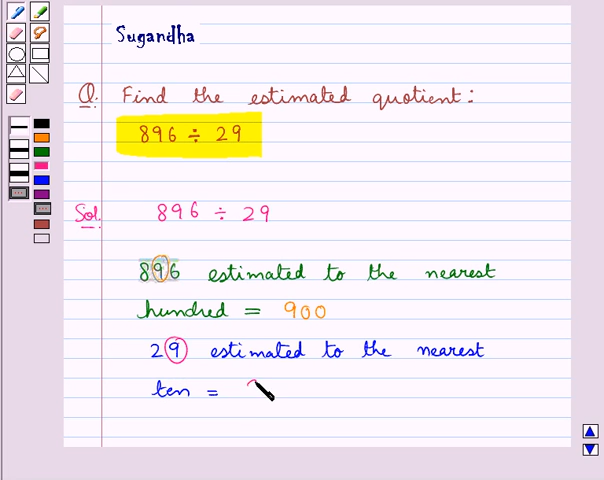 Sugandha
Q. Find the estimated quotient:
896 ÷ 29
Sol. 896 ÷ 29
896 estimated to the nearest
hundred = 900
29 estimated to the nearest
ten =